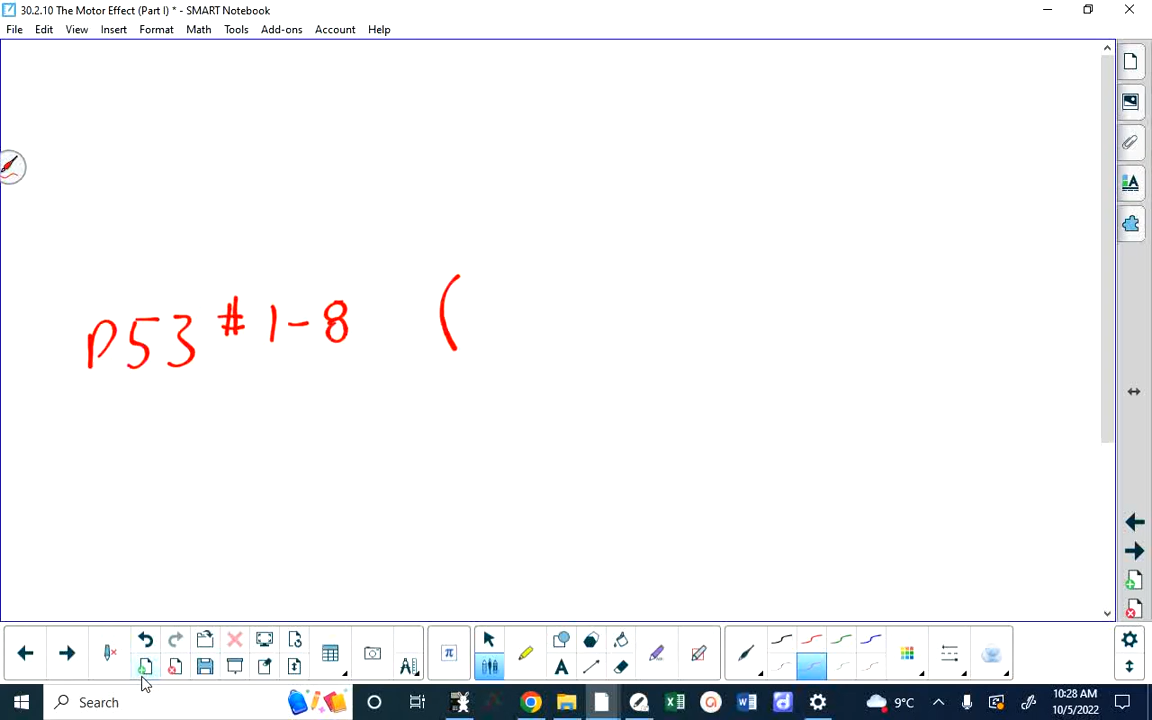 30.2.10 The Motor Effect (Part I) * - SMART Notebook
File Edit View Insert Format Math Tools Add-ons Account Help
P53 # 1-8 (
Search
9°C
10:28 AM
10/5/2022